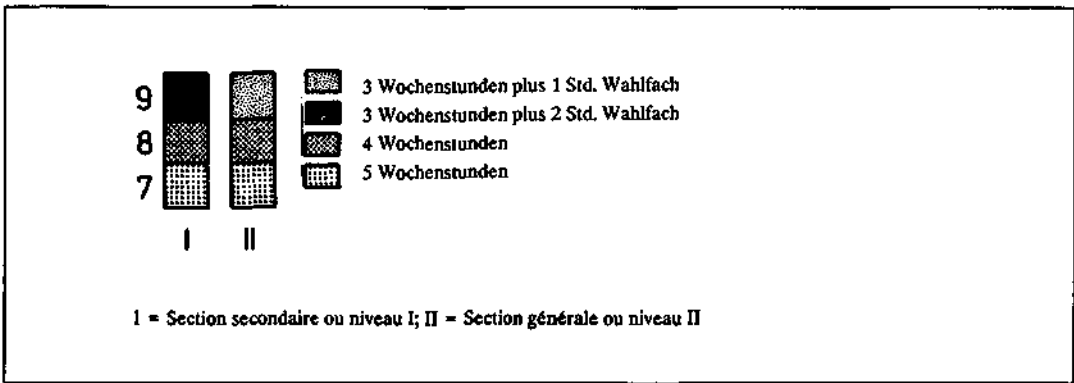 9 3 Wochenstunden plus 1 Std. Wahlfach
3 Wochenstunden plus 2 Std. Wahlfach
8 4 Wochenstunden
7 5 Wochenstunden
I II
1 = Section secondaire ou niveau I; II = Section générale ou niveau II